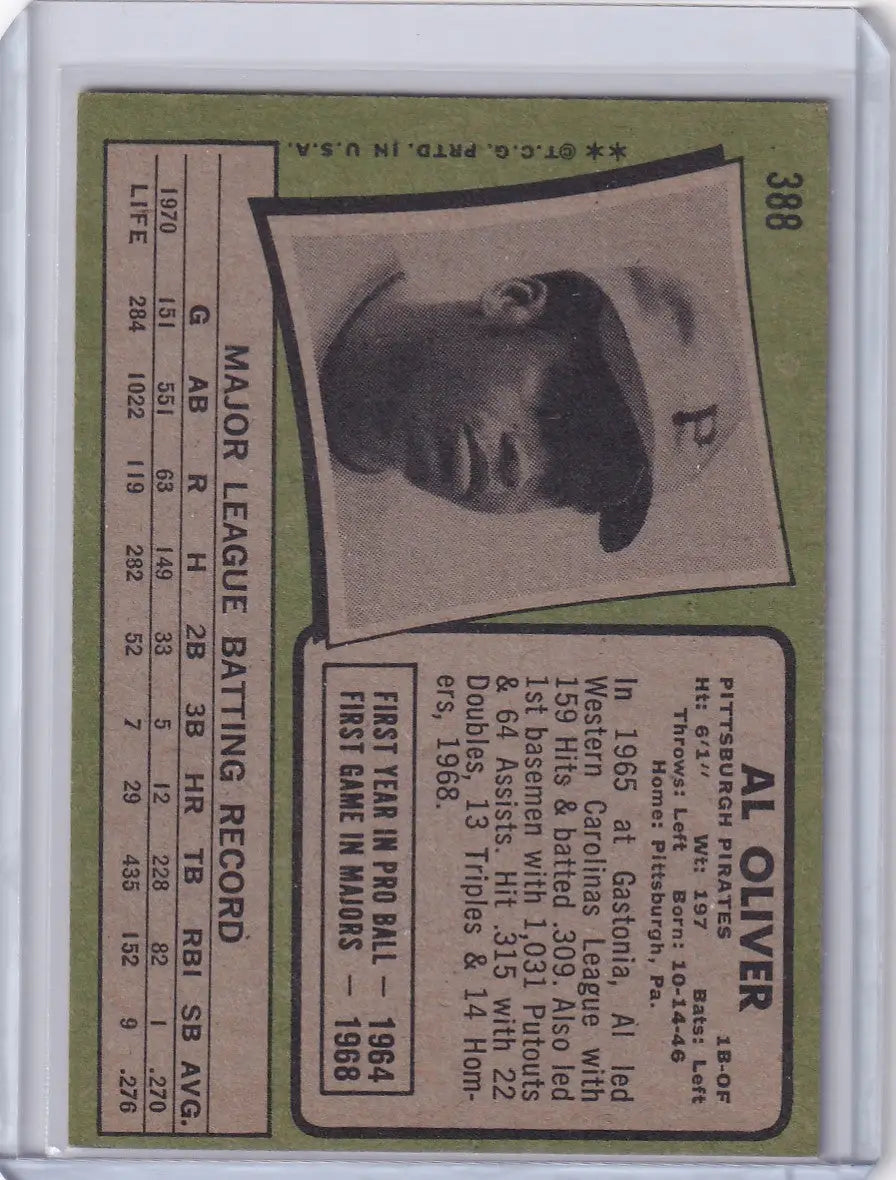 388
P
** ©T.C.G. PRTD. IN U.S.A.
AL OLIVER
PITTSBURGH PIRATES 1B-OF
Ht: 6'1" Wt: 197 Bats: Left
Throws: Left Born: 10-14-46
Home: Pittsburgh, Pa.
In 1965 at Gastonia, Al led
Western Carolinas League with
159 Hits & batted .309. Also led
1st basemen with 1,031 Putouts
& 64 Assists. Hit .315 with 22
Doubles, 13 Triples & 14 Hom-
ers, 1968.
FIRST YEAR IN PRO BALL — 1964
FIRST GAME IN MAJORS — 1968
MAJOR LEAGUE BATTING RECORD
G AB R H 2B 3B HR TB RBI SB AVG.
1970 151 551 63 149 33 5 12 228 82 1 .270
LIFE 284 1022 119 282 52 7 29 435 152 9 .276